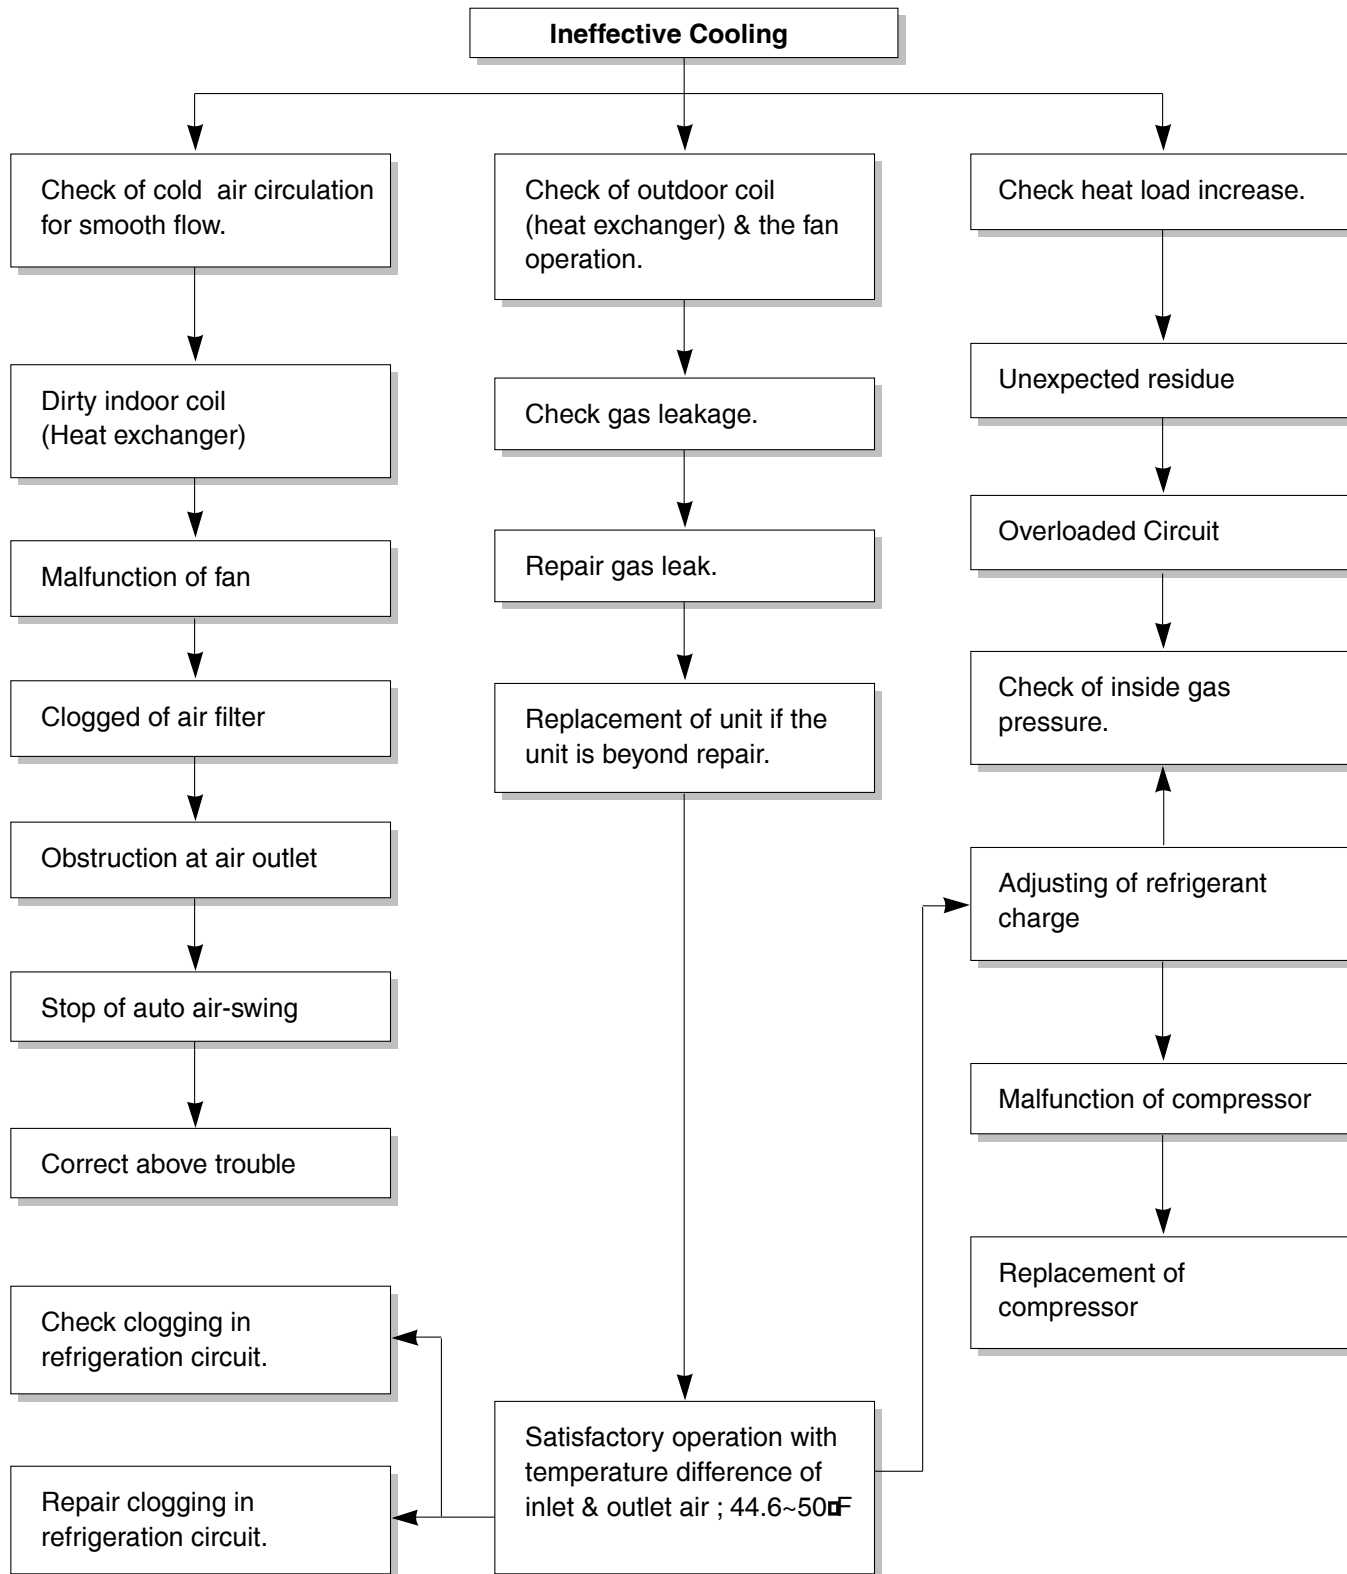 Ineffective Cooling
Check of cold air circulation
for smooth flow.
Dirty indoor coil
(Heat exchanger)
Malfunction of fan
Clogged of air filter
Obstruction at air outlet
Stop of auto air-swing
Correct above trouble
Check clogging in
refrigeration circuit.
Repair clogging in
refrigeration circuit.
Check of outdoor coil
(heat exchanger) & the fan
operation.
Check gas leakage.
Repair gas leak.
Replacement of unit if the
unit is beyond repair.
Satisfactory operation with
temperature difference of
inlet & outlet air ; 44.6~50□F
Check heat load increase.
Unexpected residue
Overloaded Circuit
Check of inside gas
pressure.
Adjusting of refrigerant
charge
Malfunction of compressor
Replacement of
compressor